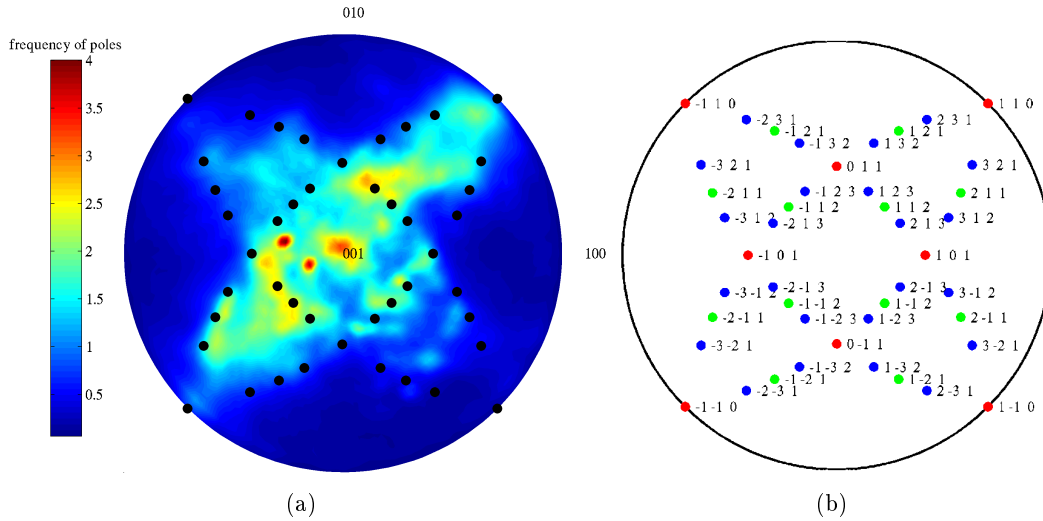 010
frequency of poles
4
3.5
3
2.5
2
1.5
1
0.5
001
100
-1 1 0
1 1 0
-2 3 1
2 3 1
-1 2 1
1 2 1
-1 3 2
1 3 2
-3 2 1
0 1 1
3 2 1
-2 1 1
-1 2 3
1 2 3
2 1 1
-1 1 2
1 1 2
-3 1 2
3 1 2
-2 1 3
2 1 3
-1 0 1
1 0 1
-2 -1 3
2 -1 3
-3 -1 2
3 -1 2
-1 -1 2
1 -1 2
-2 -1 1
-1 -2 3
1 -2 3
2 -1 1
-3 -2 1
0 -1 1
3 -2 1
-1 -3 2
1 -3 2
-1 -2 1
1 -2 1
-2 -3 1
2 -3 1
-1 -1 0
1 -1 0
(a)
(b)